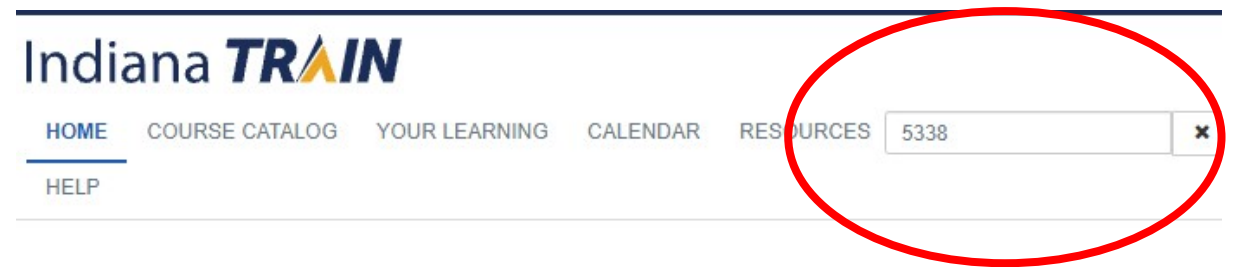 Indiana TRAIN
HOME COURSE CATALOG YOUR LEARNING CALENDAR RESOURCES 5338 ×
HELP